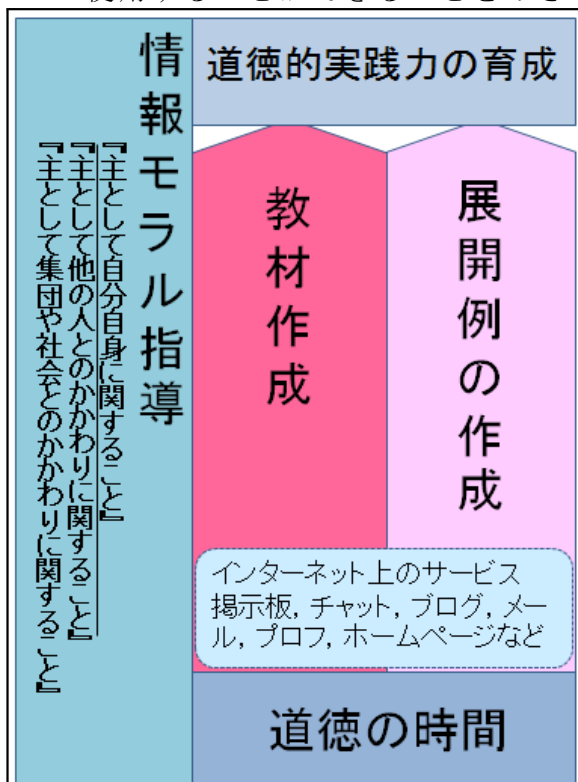 情報モラル指導
『主として自分自身に関すること』
『主として他の人とのかかわりに関すること』
『主として集団や社会とのかかわりに関すること』
道徳的実践力の育成
教材作成
展開例の作成
インターネット上のサービス
掲示板，チャット，ブログ，メー
ル，プロフ，ホームページなど
道徳の時間